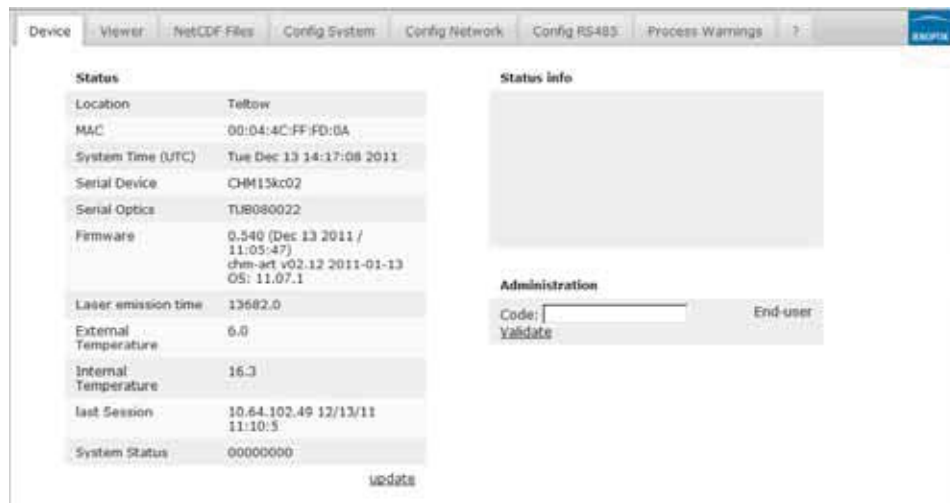 Device Viewer NetCDF Files Config System Config Network Config RS485 Process Warnings ?
JENOPTIK
Status
Location Teltow
MAC 00:04:4C:FF:FD:0A
System Time (UTC) Tue Dec 13 14:17:08 2011
Serial Device CHM15kc02
Serial Optics TUB080022
Firmware 0.540 (Dec 13 2011 /
11:05:47)
chm-art v02.12 2011-01-13
OS: 11.07.1
Laser emission time 13682.0
External
Temperature 6.0
Internal
Temperature 16.3
last Session 10.64.102.49 12/13/11
11:10:5
System Status 00000000
update
Status info
Administration
Code: End-user
Validate